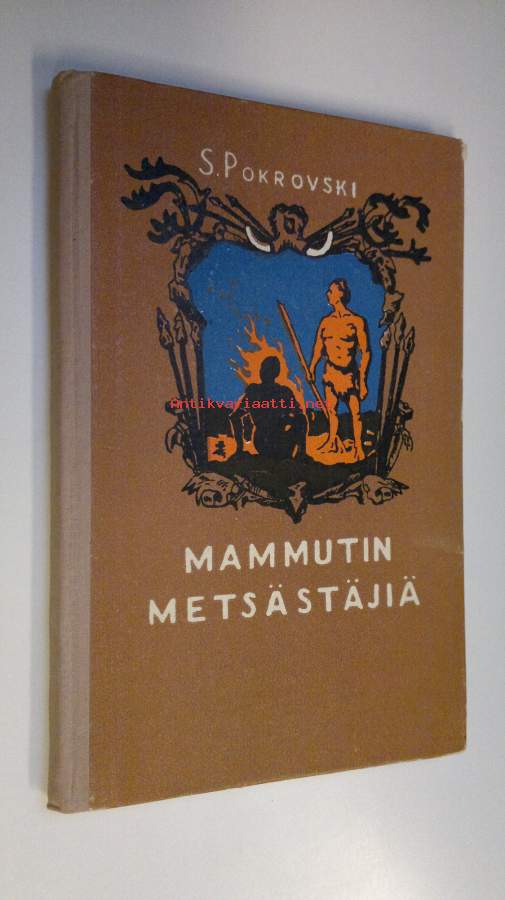 S. POKROVSKI
Antikvariaatti.net
MAMMUTIN
METSÄSTÄJIÄ